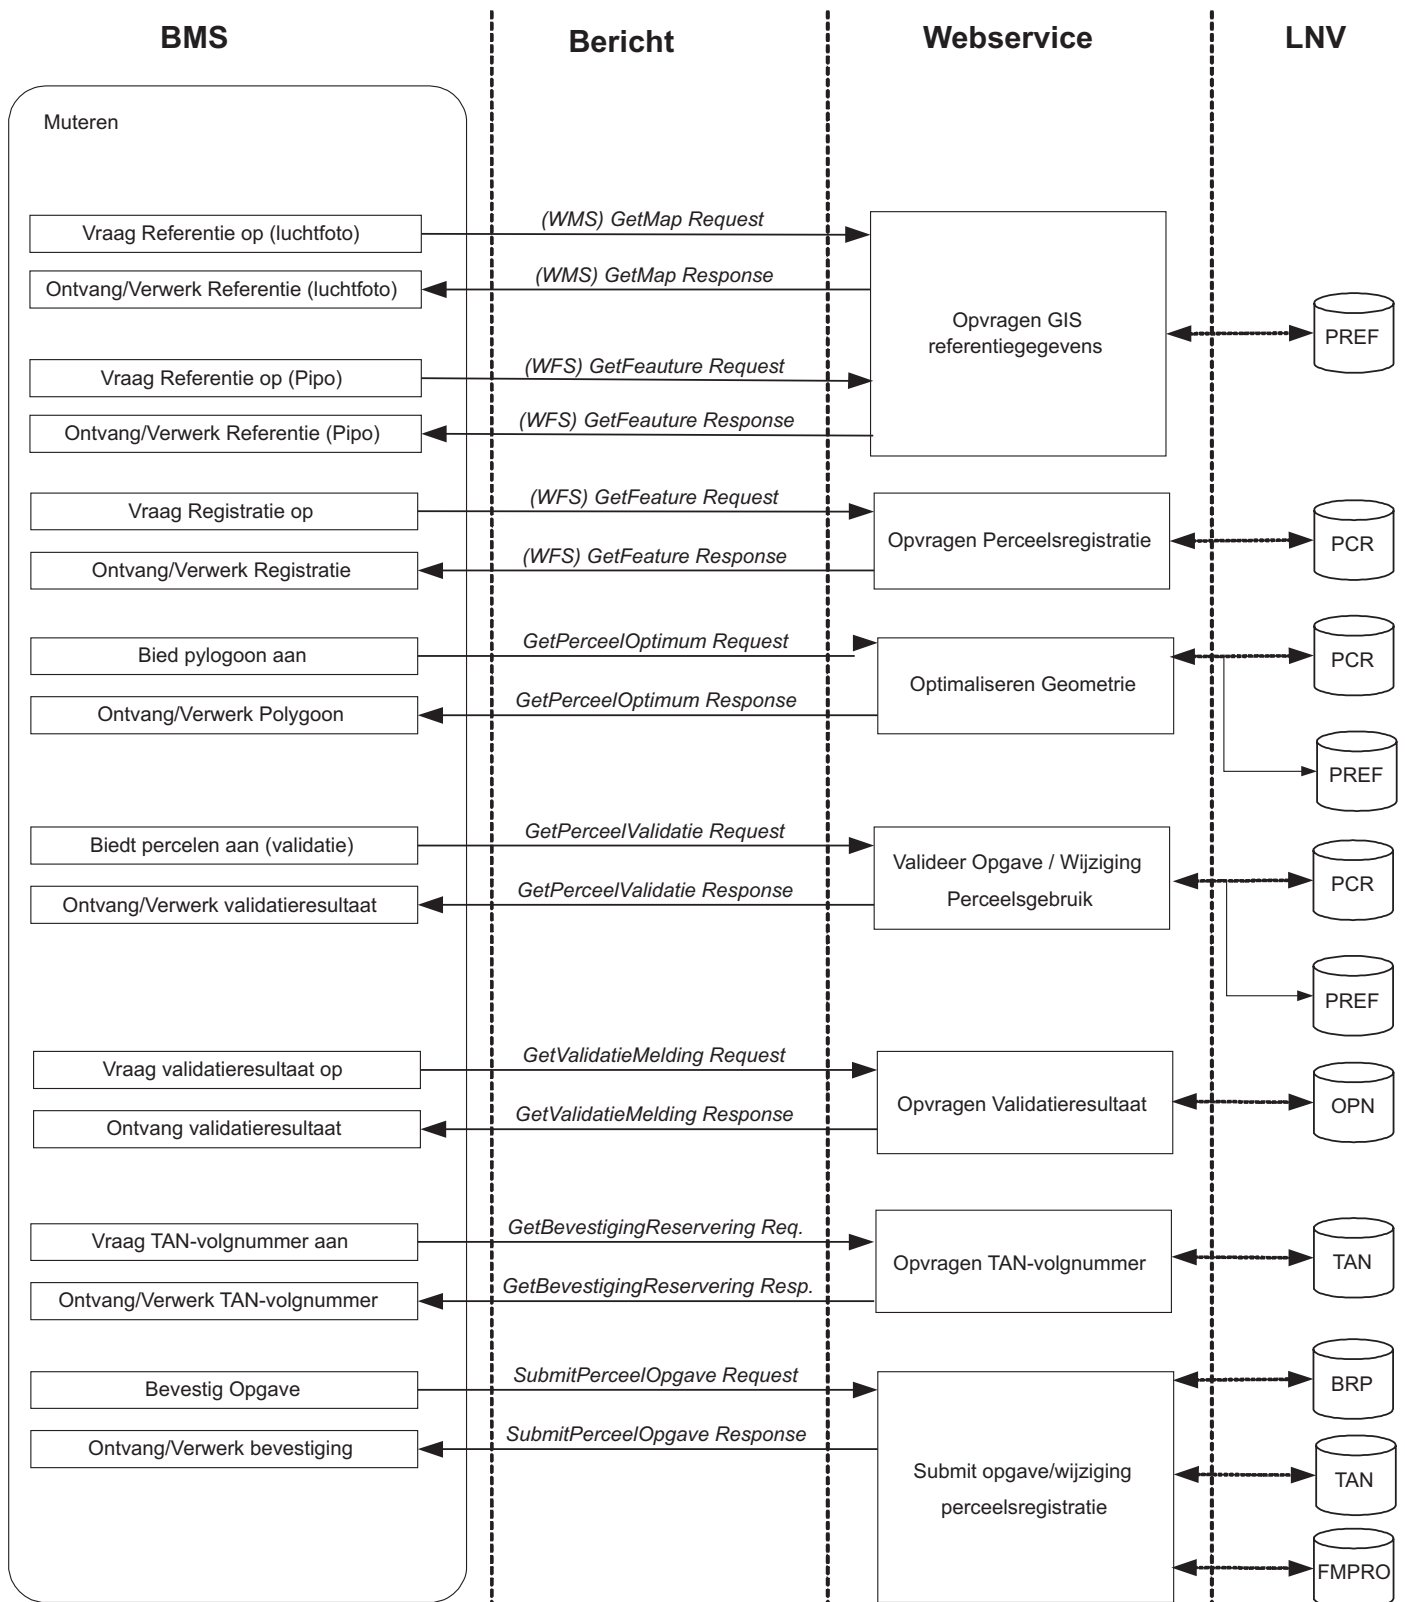 BMS
Bericht
Webservice
LNV
Muteren
Vraag Referentie op (luchtfoto)
(WMS) GetMap Request
Ontvang/Verwerk Referentie (luchtfoto)
(WMS) GetMap Response
Opvragen GIS
referentiegegevens
PREF
Vraag Referentie op (Pipo)
(WFS) GetFeauture Request
Ontvang/Verwerk Referentie (Pipo)
(WFS) GetFeauture Response
Vraag Registratie op
(WFS) GetFeature Request
Opvragen Perceelsregistratie
PCR
Ontvang/Verwerk Registratie
(WFS) GetFeature Response
Bied pylogoon aan
GetPerceelOptimum Request
Optimaliseren Geometrie
PCR
Ontvang/Verwerk Polygoon
GetPerceelOptimum Response
PREF
Biedt percelen aan (validatie)
GetPerceelValidatie Request
Valideer Opgave / Wijziging
Perceelsgebruik
PCR
Ontvang/Verwerk validatieresultaat
GetPerceelValidatie Response
PREF
Vraag validatieresultaat op
GetValidatieMelding Request
Opvragen Validatieresultaat
OPN
Ontvang validatieresultaat
GetValidatieMelding Response
Vraag TAN-volgnummer aan
GetBevestigingReservering Req.
Opvragen TAN-volgnummer
TAN
Ontvang/Verwerk TAN-volgnummer
GetBevestigingReservering Resp.
Bevestig Opgave
SubmitPerceelOpgave Request
BRP
Ontvang/Verwerk bevestiging
SubmitPerceelOpgave Response
Submit opgave/wijziging
perceelsregistratie
TAN
FMPRO